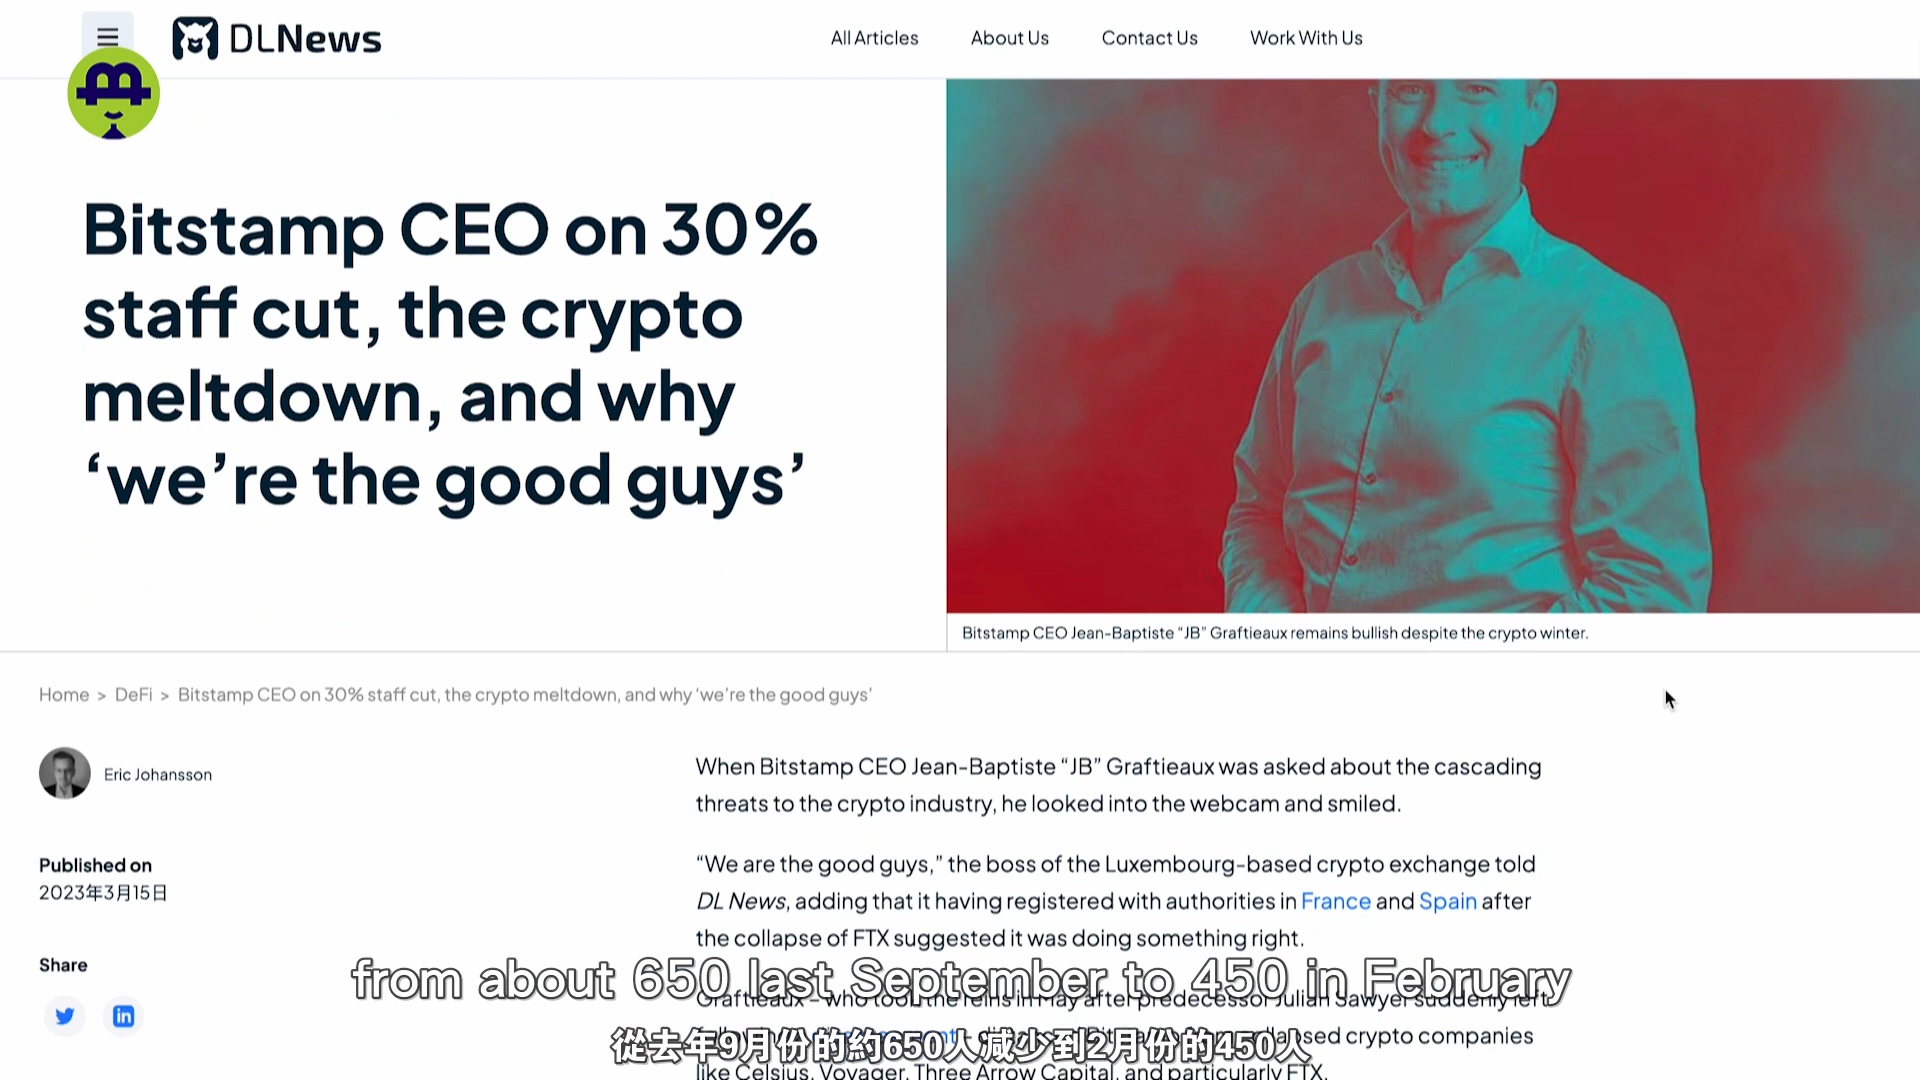 DLNews
All Articles
About Us
Contact Us
Work With Us
Bitstamp CEO on 30%
staff cut, the crypto
meltdown, and why
‘we’re the good guys’
Bitstamp CEO Jean-Baptiste “JB” Graftieaux remains bullish despite the crypto winter.
Home > DeFi > Bitstamp CEO on 30% staff cut, the crypto meltdown, and why ‘we’re the good guys’
Eric Johansson
Published on
2023年3月15日
Share
When Bitstamp CEO Jean-Baptiste “JB” Graftieaux was asked about the cascading
threats to the crypto industry, he looked into the webcam and smiled.
“We are the good guys,” the boss of the Luxembourg-based crypto exchange told
DL News, adding that it having registered with authorities in France and Spain after
the collapse of FTX suggested it was doing something right.
Graftieaux – who took the reins in May after predecessor Julian Sawyer suddenly left
crypto companies
like Celsius, Voyager, Three Arrow Capital, and particularly FTX.
from about 650 last September to 450 in February
從去年9月份的約650人減少到2月份的450人